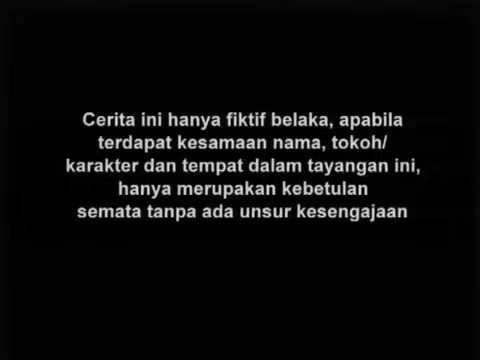 Cerita ini hanya fiktif belaka, apabila
terdapat kesamaan nama, tokoh/
karakter dan tempat dalam tayangan ini,
hanya merupakan kebetulan
semata tanpa ada unsur kesengajaan